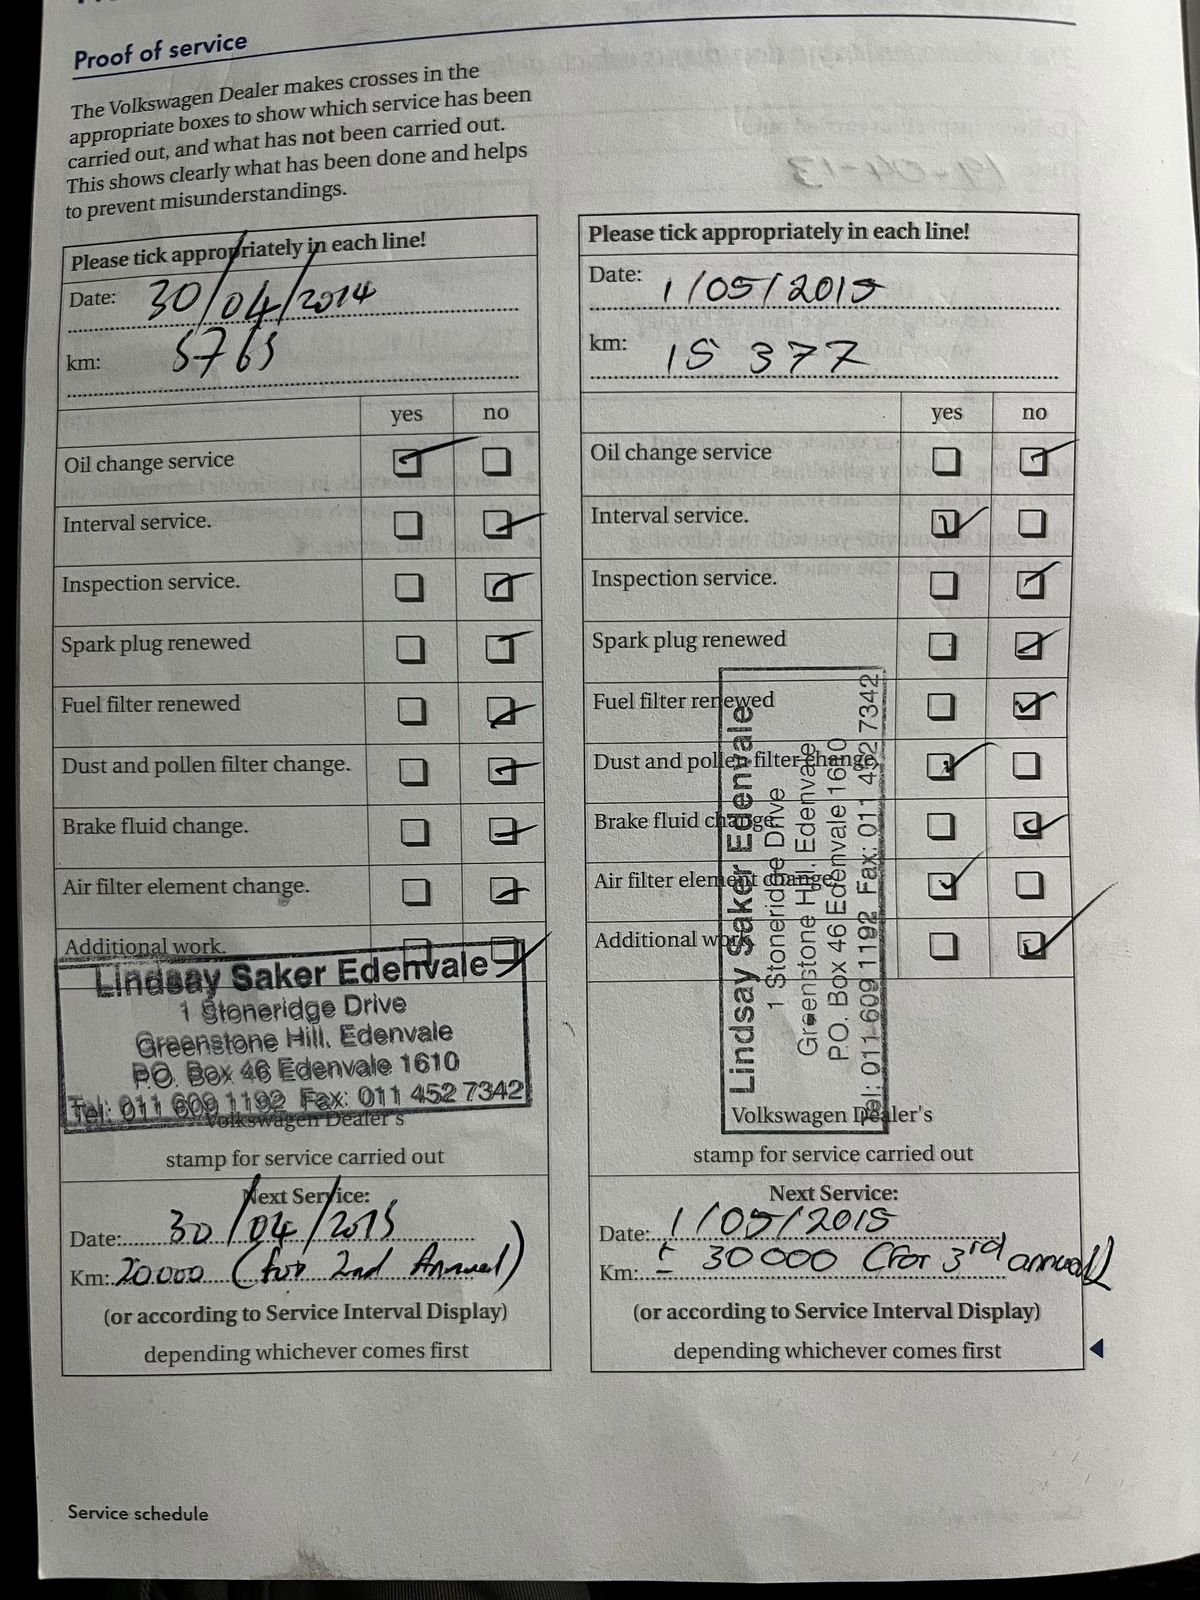 Proof of service
The Volkswagen Dealer makes crosses in the
appropriate boxes to show which service has been
carried out, and what has not been carried out.
This shows clearly what has been done and helps
to prevent misunderstandings.
Please tick appropriately in each line!
Date: 30/04/2014
km: 5765
yes no
Oil change service
Interval service.
Inspection service.
Spark plug renewed
Fuel filter renewed
Dust and pollen filter change.
Brake fluid change.
Air filter element change.
Additional work.
Lindsay Saker Edenvale
1 Stoneridge Drive
Greenstone Hill, Edenvale
P.O. Box 46 Edenvale 1610
Tel: 011 609 1192 Fax: 011 452 7342
Volkswagen Dealer's
stamp for service carried out
Next Service:
Date: 30/04/2015
Km: 20000 (for 2nd Annual)
(or according to Service Interval Display)
depending whichever comes first
Please tick appropriately in each line!
Date: 1/05/2015
km: 15 377
yes no
Oil change service
Interval service.
Inspection service.
Spark plug renewed
Fuel filter renewed
Dust and pollen filter change.
Brake fluid change.
Air filter element change.
Additional work.
Lindsay Saker Edenvale
1 Stoneridge Drive
Greenstone Hill, Edenvale
P.O. Box 46 Edenvale 1610
Tel: 011 609 1192 Fax: 011 452 7342
Volkswagen Dealer's
stamp for service carried out
Next Service:
Date: 1/05/2015
Km: ± 30 000 (for 3rd annual)
(or according to Service Interval Display)
depending whichever comes first
Service schedule